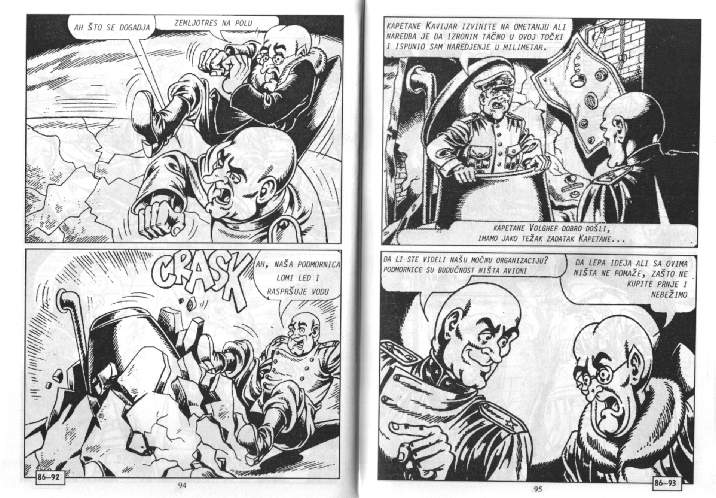 AH ŠTO SE DOGADJA
ZEMLJOTRES NA POLU
CRASK
AH, NAŠA PODMORNICA
LOMI LED I
RASPRŠUJE VODU
86—92
94
KAPETANE KAVIJAR IZVINITE NA OMETANJU ALI
NAREDBA JE DA IZRONIM TAČNO U OVOJ TOČKI
I ISPUNIO SAM NAREDJENJE U MILIMETAR.
KAPETANE VOLGHEF DOBRO DOŠLI,
IMAMO JAKO TEŽAK ZADATAK KAPETANE...
DA LI STE VIDELI NAŠU MOČNU ORGANIZACIJU?
PODMORNICE SU BUDUČNOST NIŠTA AVIONI
DA LEPA IDEJA ALI SA OVIMA
NIŠTA NE POMAŽE, ZAŠTO NE
KUPITE PRNJE I
NEBEŽIMO
95
86—93